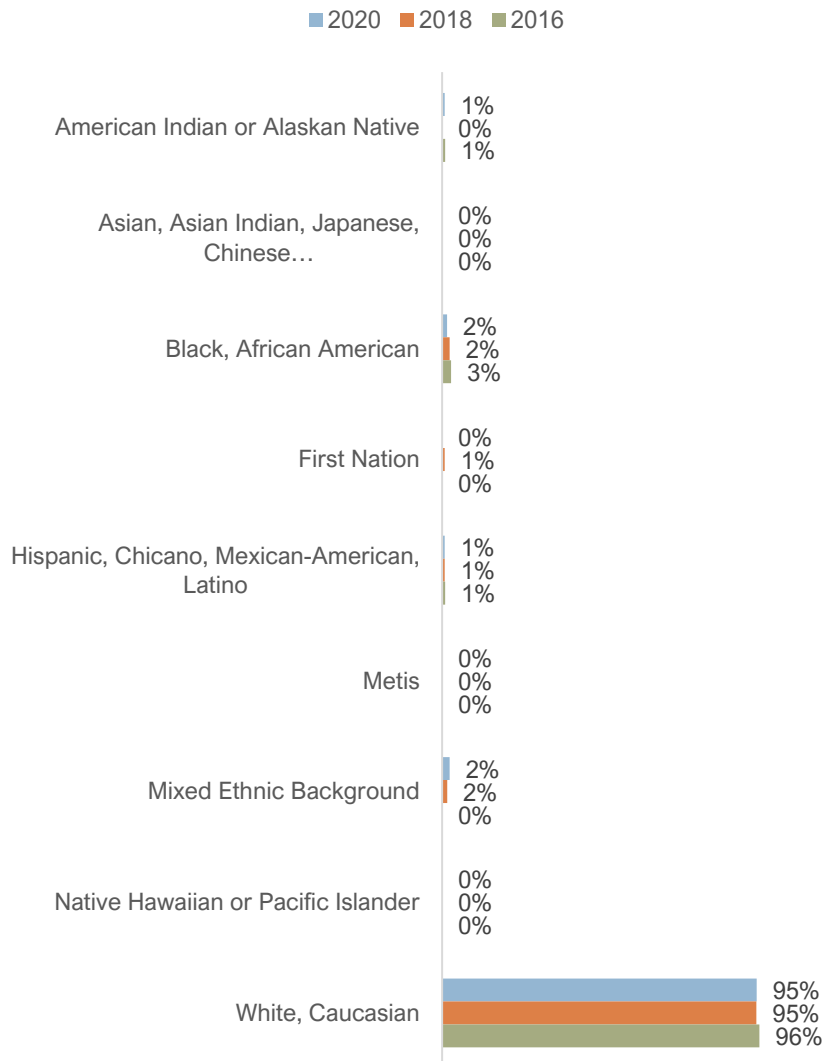 2020 2018 2016
1%
American Indian or Alaskan Native 0%
1%
Asian, Asian Indian, Japanese,
Chinese…
0%
0%
0%
2%
Black, African American 2%
3%
0%
First Nation 1%
0%
Hispanic, Chicano, Mexican-American,
Latino
1%
1%
1%
0%
Metis 0%
0%
2%
Mixed Ethnic Background 2%
0%
0%
Native Hawaiian or Pacific Islander 0%
0%
95%
White, Caucasian 95%
96%